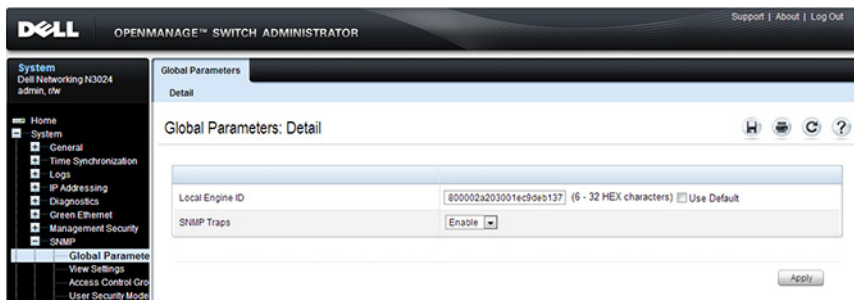 Support | About | Log Out
DELL OPENMANAGE™ SWITCH ADMINISTRATOR
System
Dell Networking N3024
admin, r/w
Home
System
General
Time Synchronization
Logs
IP Addressing
Diagnostics
Green Ethernet
Management Security
SNMP
Global Paramete
View Settings
Access Control Gro
User Security Mode
Global Parameters
Detail
Global Parameters: Detail
Local Engine ID 800002a203001ec9deb137 (6 - 32 HEX characters) Use Default
SNMP Traps Enable
Apply